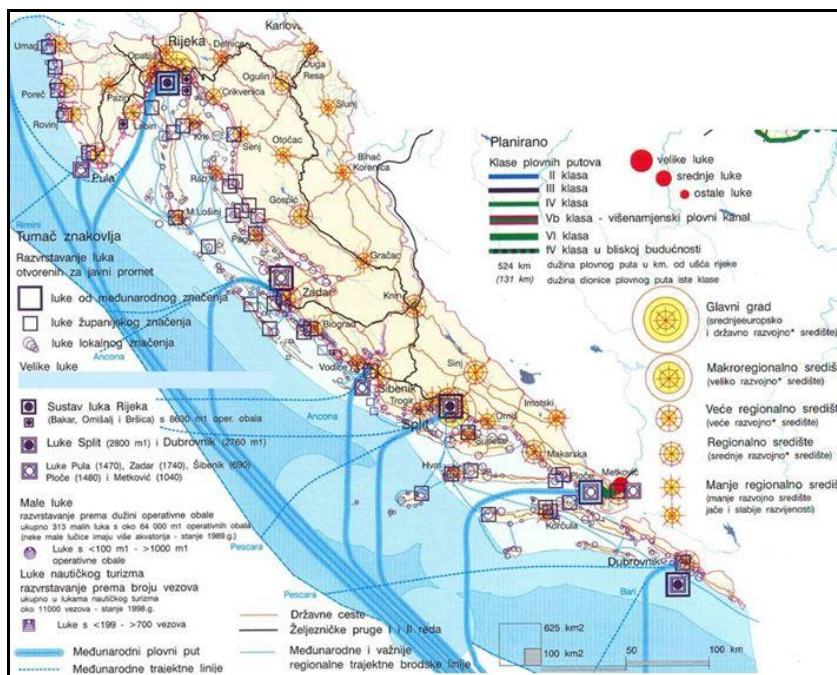 Karlovac
Rijeka
Delnice
Umag
Opatija
Duga
Resa
Ogulin
Poreč
Pazin
Crikvenica
Slunj
Rovinj
Labin
Krk
Senj
Otočac
Bihać
Korenica
Pula
Rab
Gospić
Rimini
M.Lošinj
Pag
Gračac
Zadar
Knin
Biograd
Ancona
Vodice
Šibenik
Sinj
Ancona
Trogir
Imotski
Split
Omiš
Supetar
Makarska
Hvar
Ploče
Metković
Korčula
Pescara
Dubrovnik
Pescara
Bari
Planirano
Klase plovnih putova
II klasa
III klasa
IV klasa
Vb klasa - višenamjenski plovni kanal
VI klasa
IV klasa u bliskoj budućnosti
524 km dužina plovnog puta u km. od ušća rijeke
(131 km) dužina dionice plovnog puta iste klase
velike luke
srednje luke
ostale luke
Glavni grad
(srednjeeuropsko
i državno razvojno* središte)
Makroregionalno središte
(veliko razvojno* središte)
Veće regionalno središte
(veće razvojno* središte)
Regionalno središte
(srednje razvojno* središte)
Manje regionalno središ
(manje razvojno središte
jače i slabije razvijenosti)
Tumač znakovlja
Razvrstavanje luka
otvorenih za javni promet
luke od međunarodnog značenja
luke županijskog značenja
luke lokalnog značenja
Velike luke
Sustav luka Rijeka
(Bakar, Omišalj i Bršica) s 8630 m1 oper. obala
Luke Split (2800 m1) i Dubrovnik (2760 m1)
Luke Pula (1470), Zadar (1740), Šibenik (690)
Ploče (1480) i Metković (1040)
Male luke
razvrstavanje prema dužini operativne obale
ukupno 313 malih luka s oko 64 000 m1 operativnih obala
(neke male lučice imaju više akvatorija - stanje 1989.g.)
Luke s <100 m1 - >1000 m1
operativne obale
Luke nautičkog turizma
razvrstavanje prema broju vezova
ukupno u lukama nautičkog turizma
oko 11000 vezova - stanje 1998.g.
Luke s <199 - >700 vezova
Međunarodni plovni put
Međunarodne trajektne linije
Državne ceste
Željezničke pruge I i II reda
Međunarodne i važnije
regionalne trajektne brodske linije
625 km2
100 km2
50
100 km